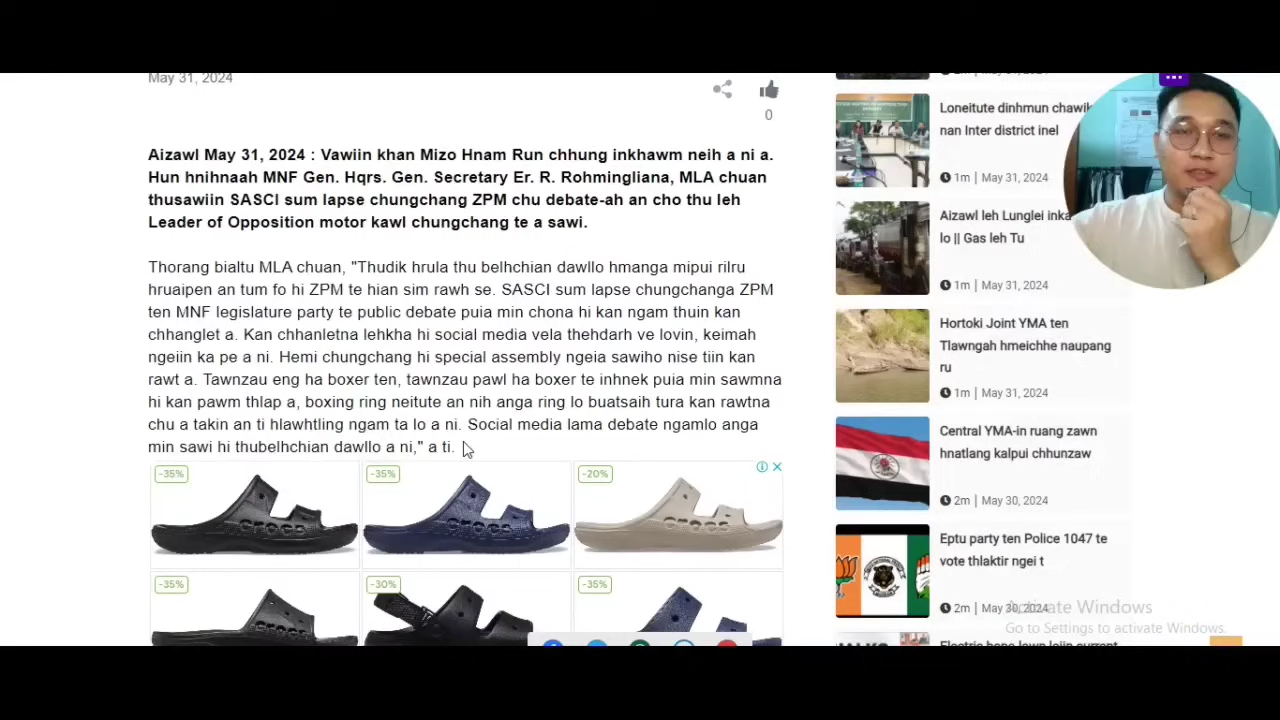 May 31, 2024
0
Aizawl May 31, 2024 : Vawiin khan Mizo Hnam Run chhung inkhawm neih a ni a.
Hun hnihnaah MNF Gen. Hqrs. Gen. Secretary Er. R. Rohmingliana, MLA chuan
thusawiin SASCI sum lapse chungchang ZPM chu debate-ah an cho thu leh
Leader of Opposition motor kawl chungchang te a sawi.
Thorang bialtu MLA chuan, "Thudik hrula thu belhchian dawllo hmanga mipui rilru
hruaipen an tum fo hi ZPM te hian sim rawh se. SASCI sum lapse chungchanga ZPM
ten MNF legislature party te public debate puia min chona hi kan ngam thuin kan
chhanglet a. Kan chhanletna lehkha hi social media vela thehdarh ve lovin, keimah
ngeiin ka pe a ni. Hemi chungchang hi special assembly ngeia sawiho nise tiin kan
rawt a. Tawnzau eng ha boxer ten, tawnzau pawl ha boxer te inhnek puia min sawmna
hi kan pawm thlap a, boxing ring neitute an nih anga ring lo buatsaih tura kan rawtna
chu a takin an ti hlawhtling ngam ta lo a ni. Social media lama debate ngamlo anga
min sawi hi thubelhchian dawllo a ni," a ti.
-35%
-35%
-20%
crocs
crocs
crocs
-35%
-30%
-35%
Loneitute dinhmun chawik
nan Inter district inel
1m | May 31, 2024
Aizawl leh Lunglei inka
lo || Gas leh Tu
1m | May 31, 2024
Hortoki Joint YMA ten
Tlawngah hmeichhe naupang
ru
1m | May 31, 2024
Central YMA-in ruang zawn
hnatlang kalpui chhunzaw
2m | May 30, 2024
Eptu party ten Police 1047 te
vote thlaktir ngei t
2m | May 30, 2024
Activate Windows
Go to Settings to activate Windows.